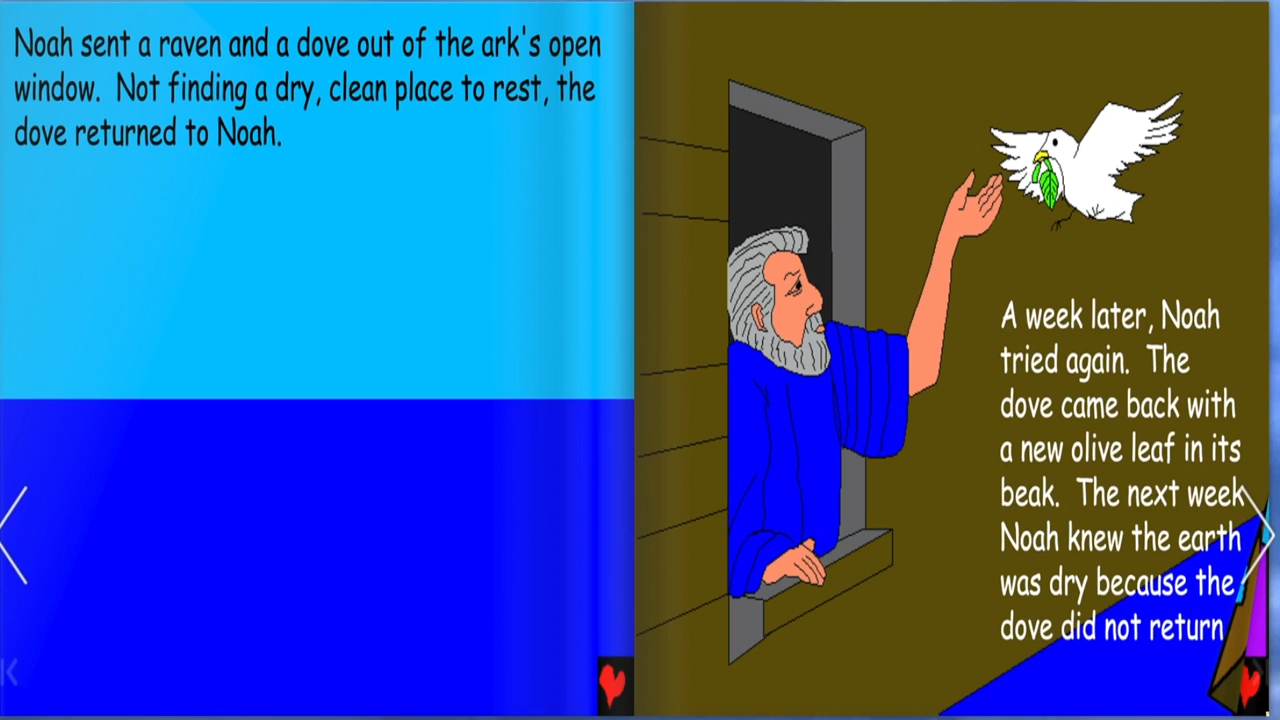 Noah sent a raven and a dove out of the ark's open
window.  Not finding a dry, clean place to rest, the
dove returned to Noah.
A week later, Noah
tried again.  The
dove came back with
a new olive leaf in its
beak.  The next week
Noah knew the earth
was dry because the
dove did not return